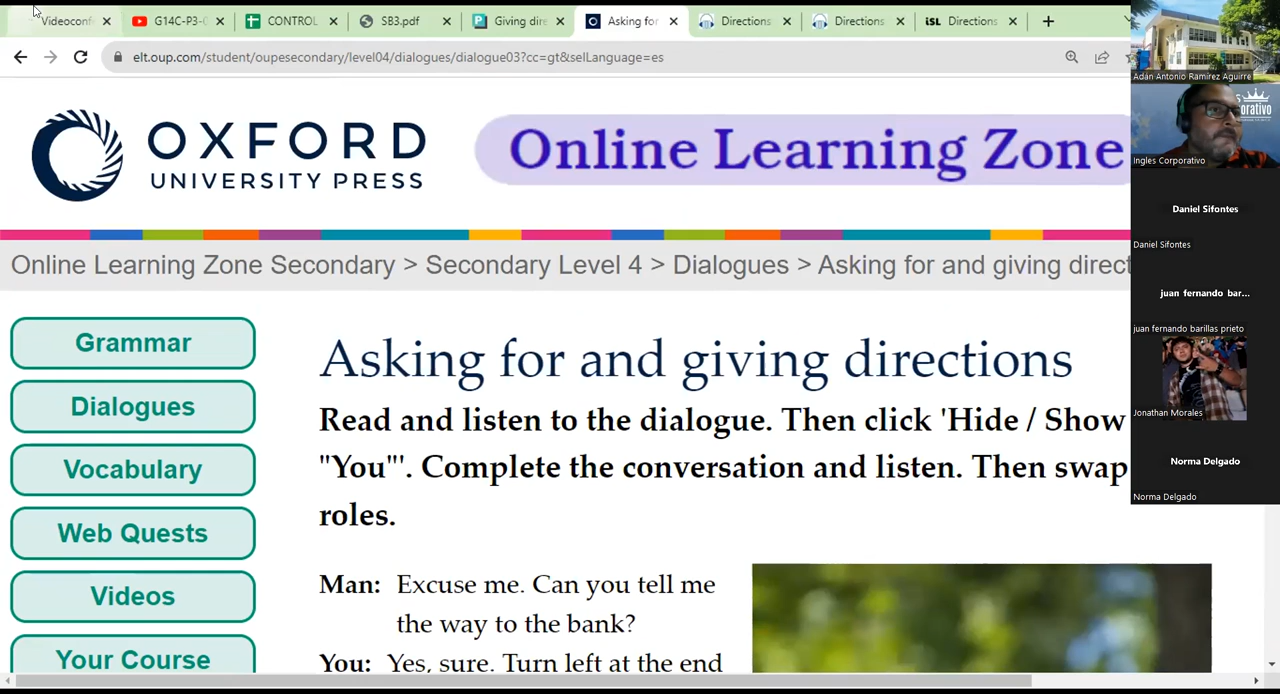 Videoconf
G14C-P3-
CONTROL
SB3.pdf
Giving dire
Asking for
Directions
Directions
iSL Directions
elt.oup.com/student/oupesecondary/level04/dialogues/dialogue03?cc=gt&selLanguage=es
OXFORD
UNIVERSITY PRESS
Online Learning Zone
Online Learning Zone Secondary > Secondary Level 4 > Dialogues > Asking for and giving direct
Grammar
Dialogues
Vocabulary
Web Quests
Videos
Your Course
Asking for and giving directions
Read and listen to the dialogue. Then click 'Hide / Show
"You"'. Complete the conversation and listen. Then swap
roles.
Man: Excuse me. Can you tell me
the way to the bank?
You: Yes, sure. Turn left at the end
Adán Antonio Ramírez Aguirre
orativo
Ingles Corporativo
Daniel Sifontes
Daniel Sifontes
juan fernando bar...
juan fernando barillas prieto
Jonathan Morales
Norma Delgado
Norma Delgado